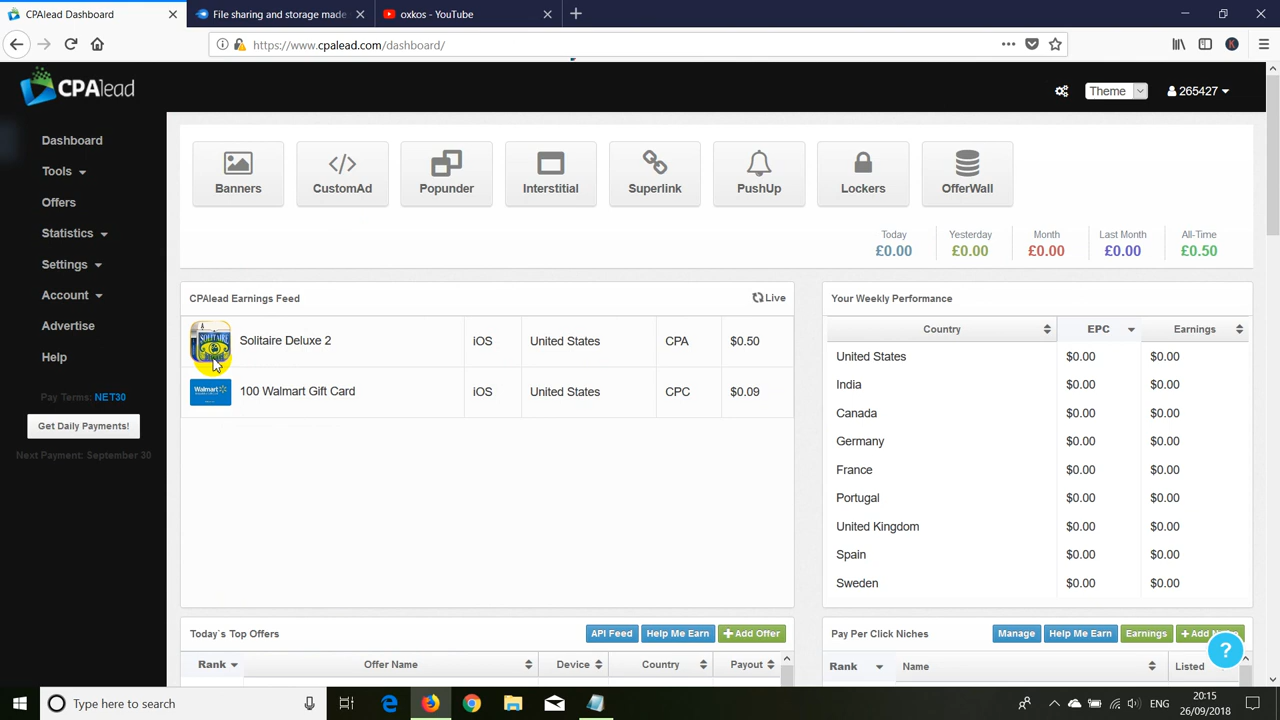 CPAlead Dashboard
File sharing and storage made
oxkos - YouTube
https://www.cpalead.com/dashboard/
CPAlead
Theme
265427
Dashboard
Tools
Offers
Statistics
Settings
Account
Advertise
Help
Pay Terms: NET30
Get Daily Payments!
Next Payment: September 30
Banners
CustomAd
Popunder
Interstitial
Superlink
PushUp
Lockers
OfferWall
Today
Yesterday
Month
Last Month
All-Time
£0.00
£0.00
£0.00
£0.00
£0.50
CPAlead Earnings Feed
Live
Solitaire Deluxe 2
iOS
United States
CPA
$0.50
100 Walmart Gift Card
iOS
United States
CPC
$0.09
Your Weekly Performance
Country
EPC
Earnings
United States $0.00 $0.00
India $0.00 $0.00
Canada $0.00 $0.00
Germany $0.00 $0.00
France $0.00 $0.00
Portugal $0.00 $0.00
United Kingdom $0.00 $0.00
Spain $0.00 $0.00
Sweden $0.00 $0.00
Today`s Top Offers
API Feed
Help Me Earn
Add Offer
Rank
Offer Name
Device
Country
Payout
Pay Per Click Niches
Manage
Help Me Earn
Earnings
Rank
Name
Listed
Type here to search
ENG
20:15
26/09/2018